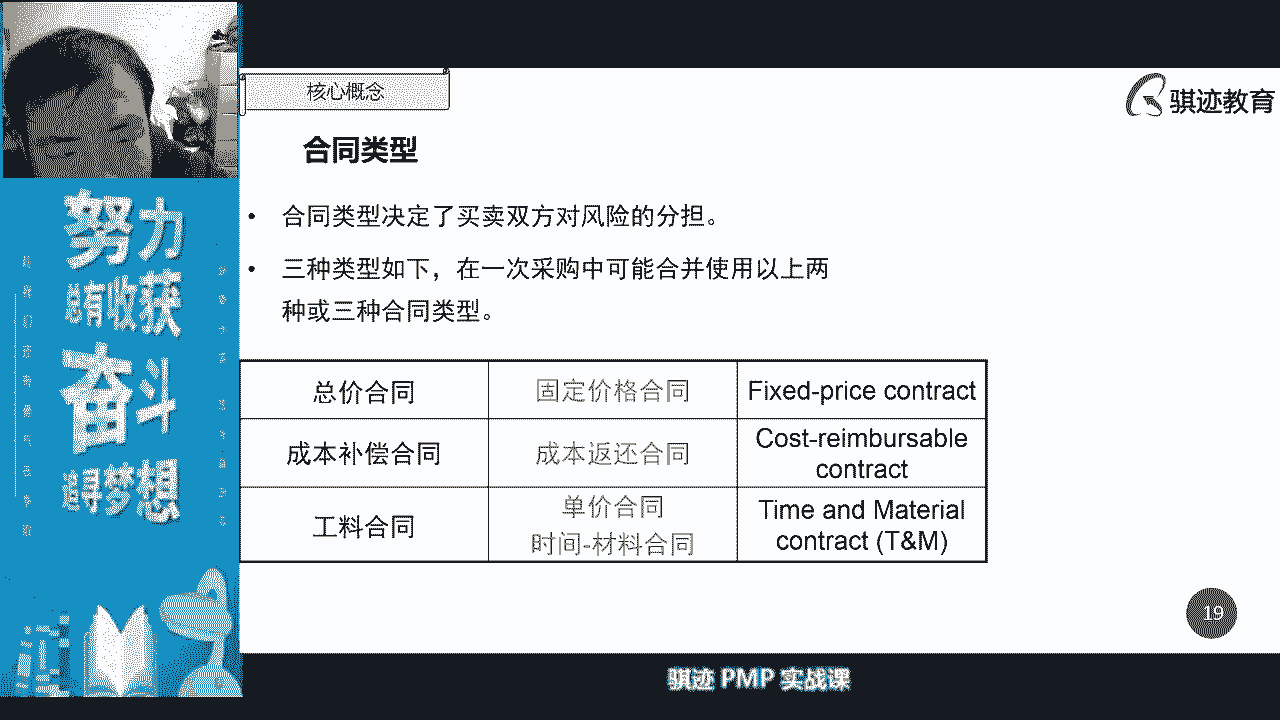 核心概念
骐迹教育
合同类型
• 合同类型决定了买卖双方对风险的分担。
• 三种类型如下，在一次采购中可能合并使用以上两
种或三种合同类型。
总价合同 固定价格合同 Fixed-price contract
成本补偿合同 成本返还合同 Cost-reimbursable
contract
工料合同 单价合同
时间-材料合同 Time and Material
contract (T&M)
努力
总有收获
奋斗
追寻梦想
19
骐迹 PMP 实战课